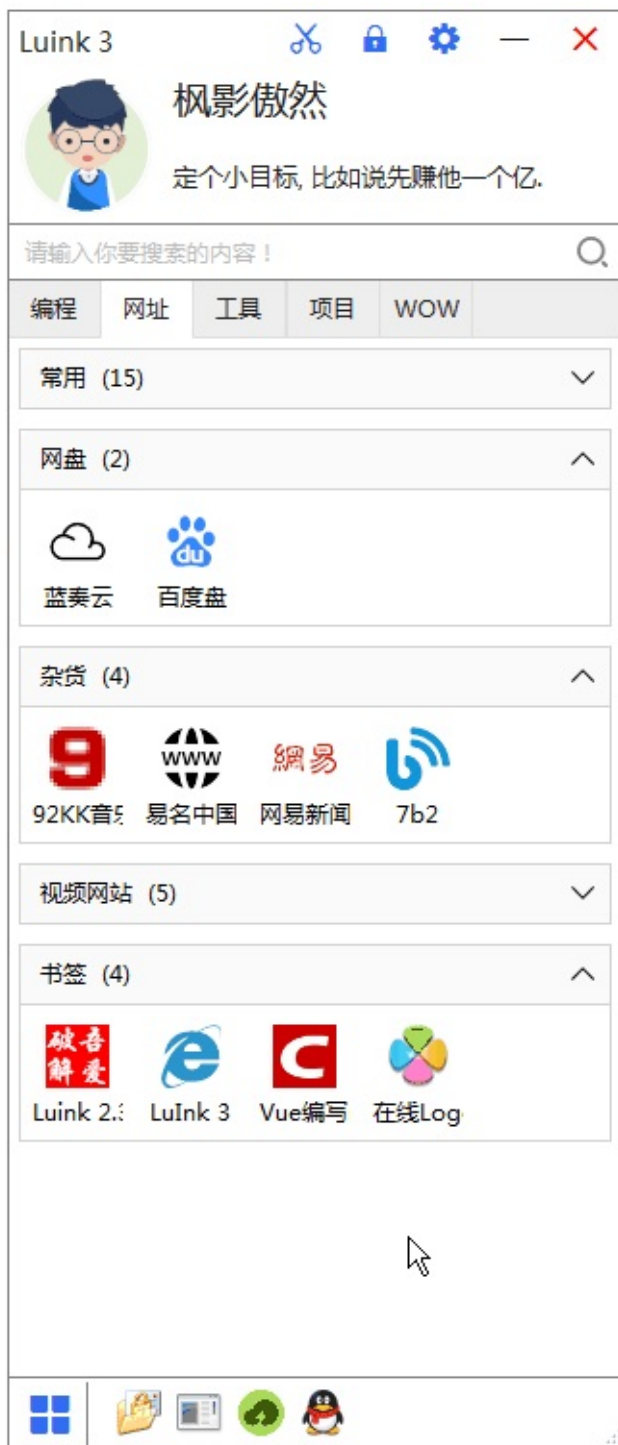 Luink 3
枫影傲然
定个小目标, 比如说先赚他一个亿.
请输入你要搜索的内容！
编程 网址 工具 项目 WOW
常用 (15)
网盘 (2)
du
蓝奏云 百度盘
杂货 (4)
9 www 網易
92KK音 易名中国 网易新闻 7b2
视频网站 (5)
书签 (4)
破吾
解爱
Luink 2. LuInk 3 Vue编写 在线Log